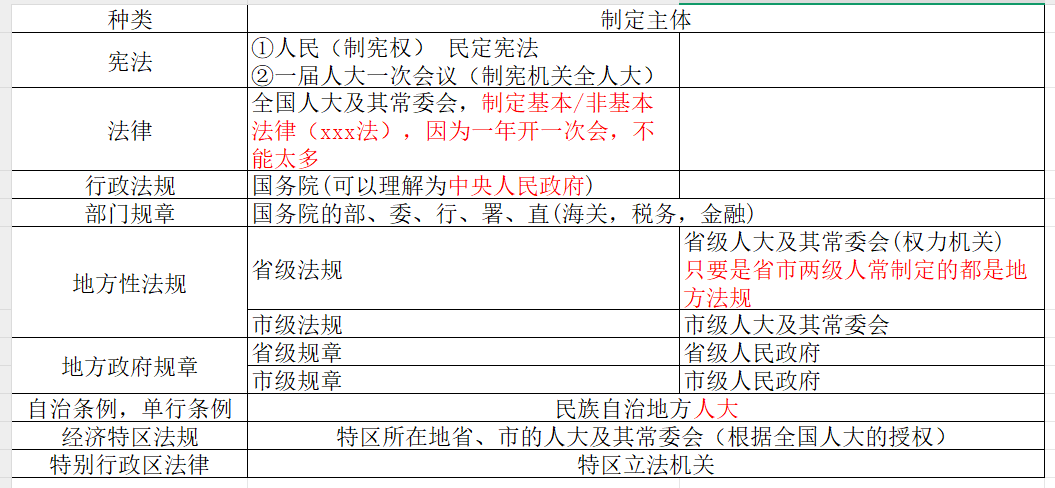 种类 制定主体
宪法
①人民（制宪权） 民定宪法
②一届人大一次会议（制宪机关全人大）
法律
全国人大及其常委会，制定基本/非基本
法律（xxx法），因为一年开一次会，不
能太多
行政法规 国务院(可以理解为中央人民政府)
部门规章 国务院的部、委、行、署、直(海关，税务，金融)
地方性法规
省级法规
省级人大及其常委会(权力机关)
只要是省市两级人常制定的都是地
方法规
市级法规 市级人大及其常委会
地方政府规章
省级规章 省级人民政府
市级规章 市级人民政府
自治条例，单行条例 民族自治地方人大
经济特区法规 特区所在地省、市的人大及其常委会（根据全国人大的授权）
特别行政区法律 特区立法机关